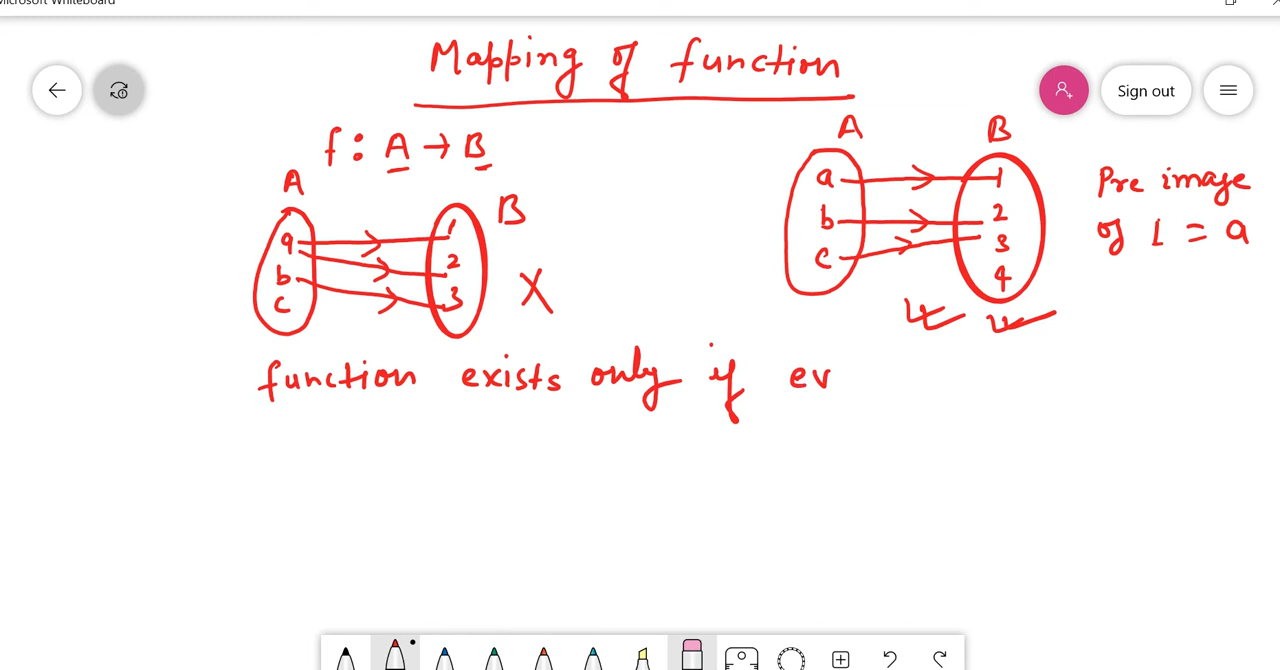 Microsoft Whiteboard
Mapping of function
Sign out
f : A → B
A
B
a
b
c
1
2
3
X
A
B
a
b
c
1
2
3
4
Pre image
of 1 = a
function exists only if ev